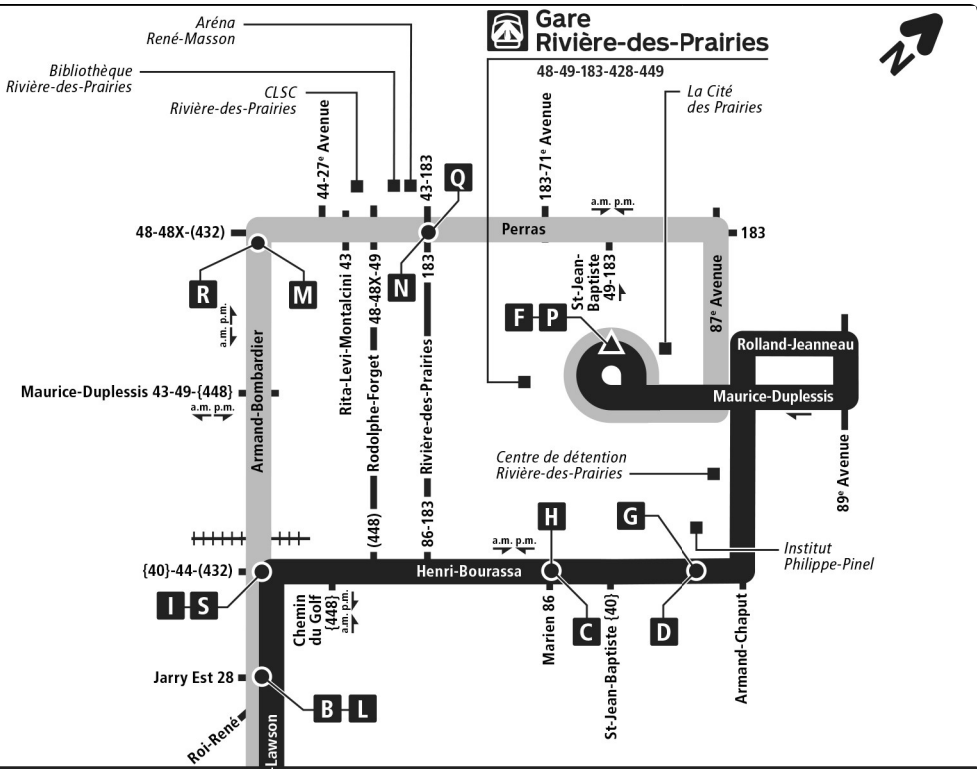 Gare
Rivière-des-Prairies
48-49-183-428-449
N
Aréna
René-Masson
Bibliothèque
Rivière-des-Prairies
CLSC
Rivière-des-Prairies
La Cité
des Prairies
44-27e Avenue
43-183
183-71e Avenue
Q
a.m. p.m.
48-48X-(432)
Perras
183
R
M
N
Rita-Levi-Montalcini 43
(448) Rodolphe-Forget 48-48X-49
86-183 Rivière-des-Prairies 183
St-Jean-
Baptiste
49-183
87e Avenue
F
P
a.m. p.m.
Armand-Bombardier
Rolland-Jeanneau
Maurice-Duplessis 43-49-{448}
a.m. p.m.
Maurice-Duplessis
89e Avenue
Centre de détention
Rivière-des-Prairies
H
G
a.m. p.m.
Institut
Philippe-Pinel
{40}-44-(432)
Henri-Bourassa
I
S
Chemin
du Golf
{448}
a.m. p.m.
Marien 86
C
St-Jean-Baptiste {40}
D
Armand-Chaput
Jarry Est 28
B
L
Roi-René
-Lawson